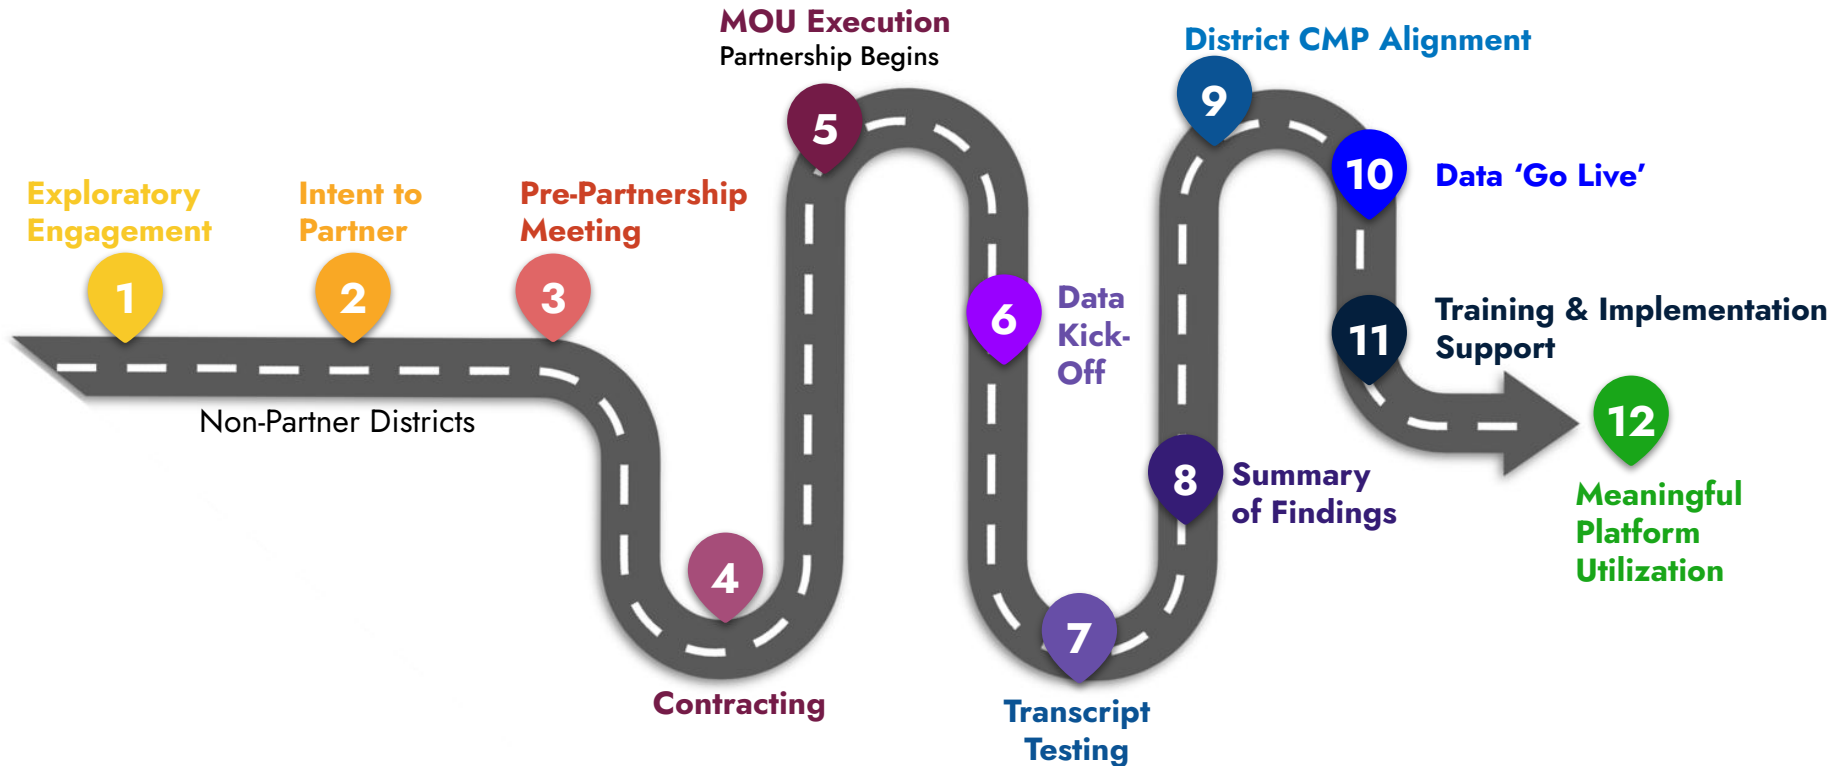 Exploratory
Engagement
1
Intent to
Partner
2
Pre-Partnership
Meeting
3
Non-Partner Districts
4
Contracting
MOU Execution
Partnership Begins
5
6
Data
Kick-
Off
7
Transcript
Testing
8
Summary
of Findings
District CMP Alignment
9
10
Data ‘Go Live’
11
Training & Implementation
Support
12
Meaningful
Platform
Utilization